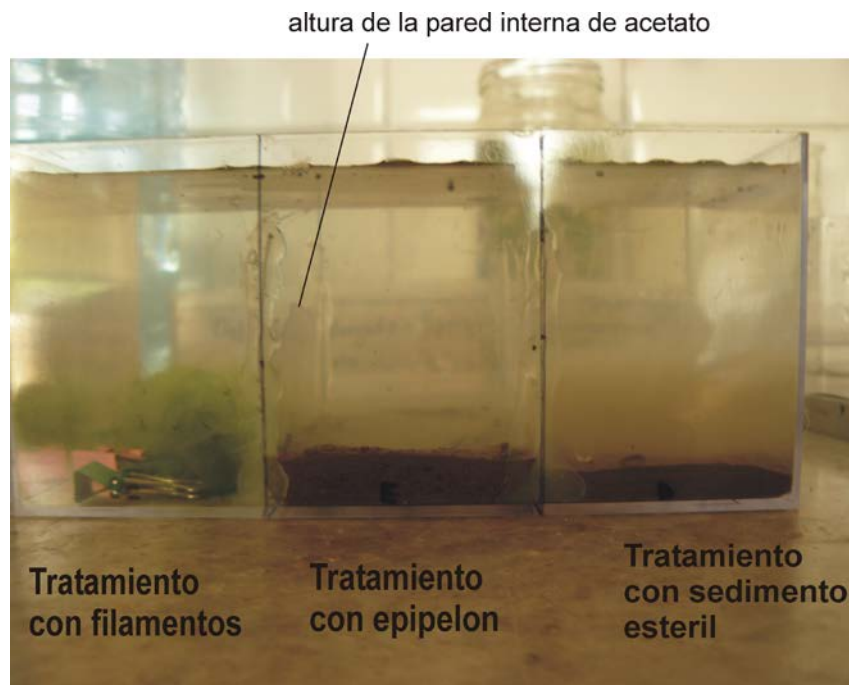 altura de la pared interna de acetato
Tratamiento
con filamentos
Tratamiento
con epipelon
Tratamiento
con sedimento
esteril